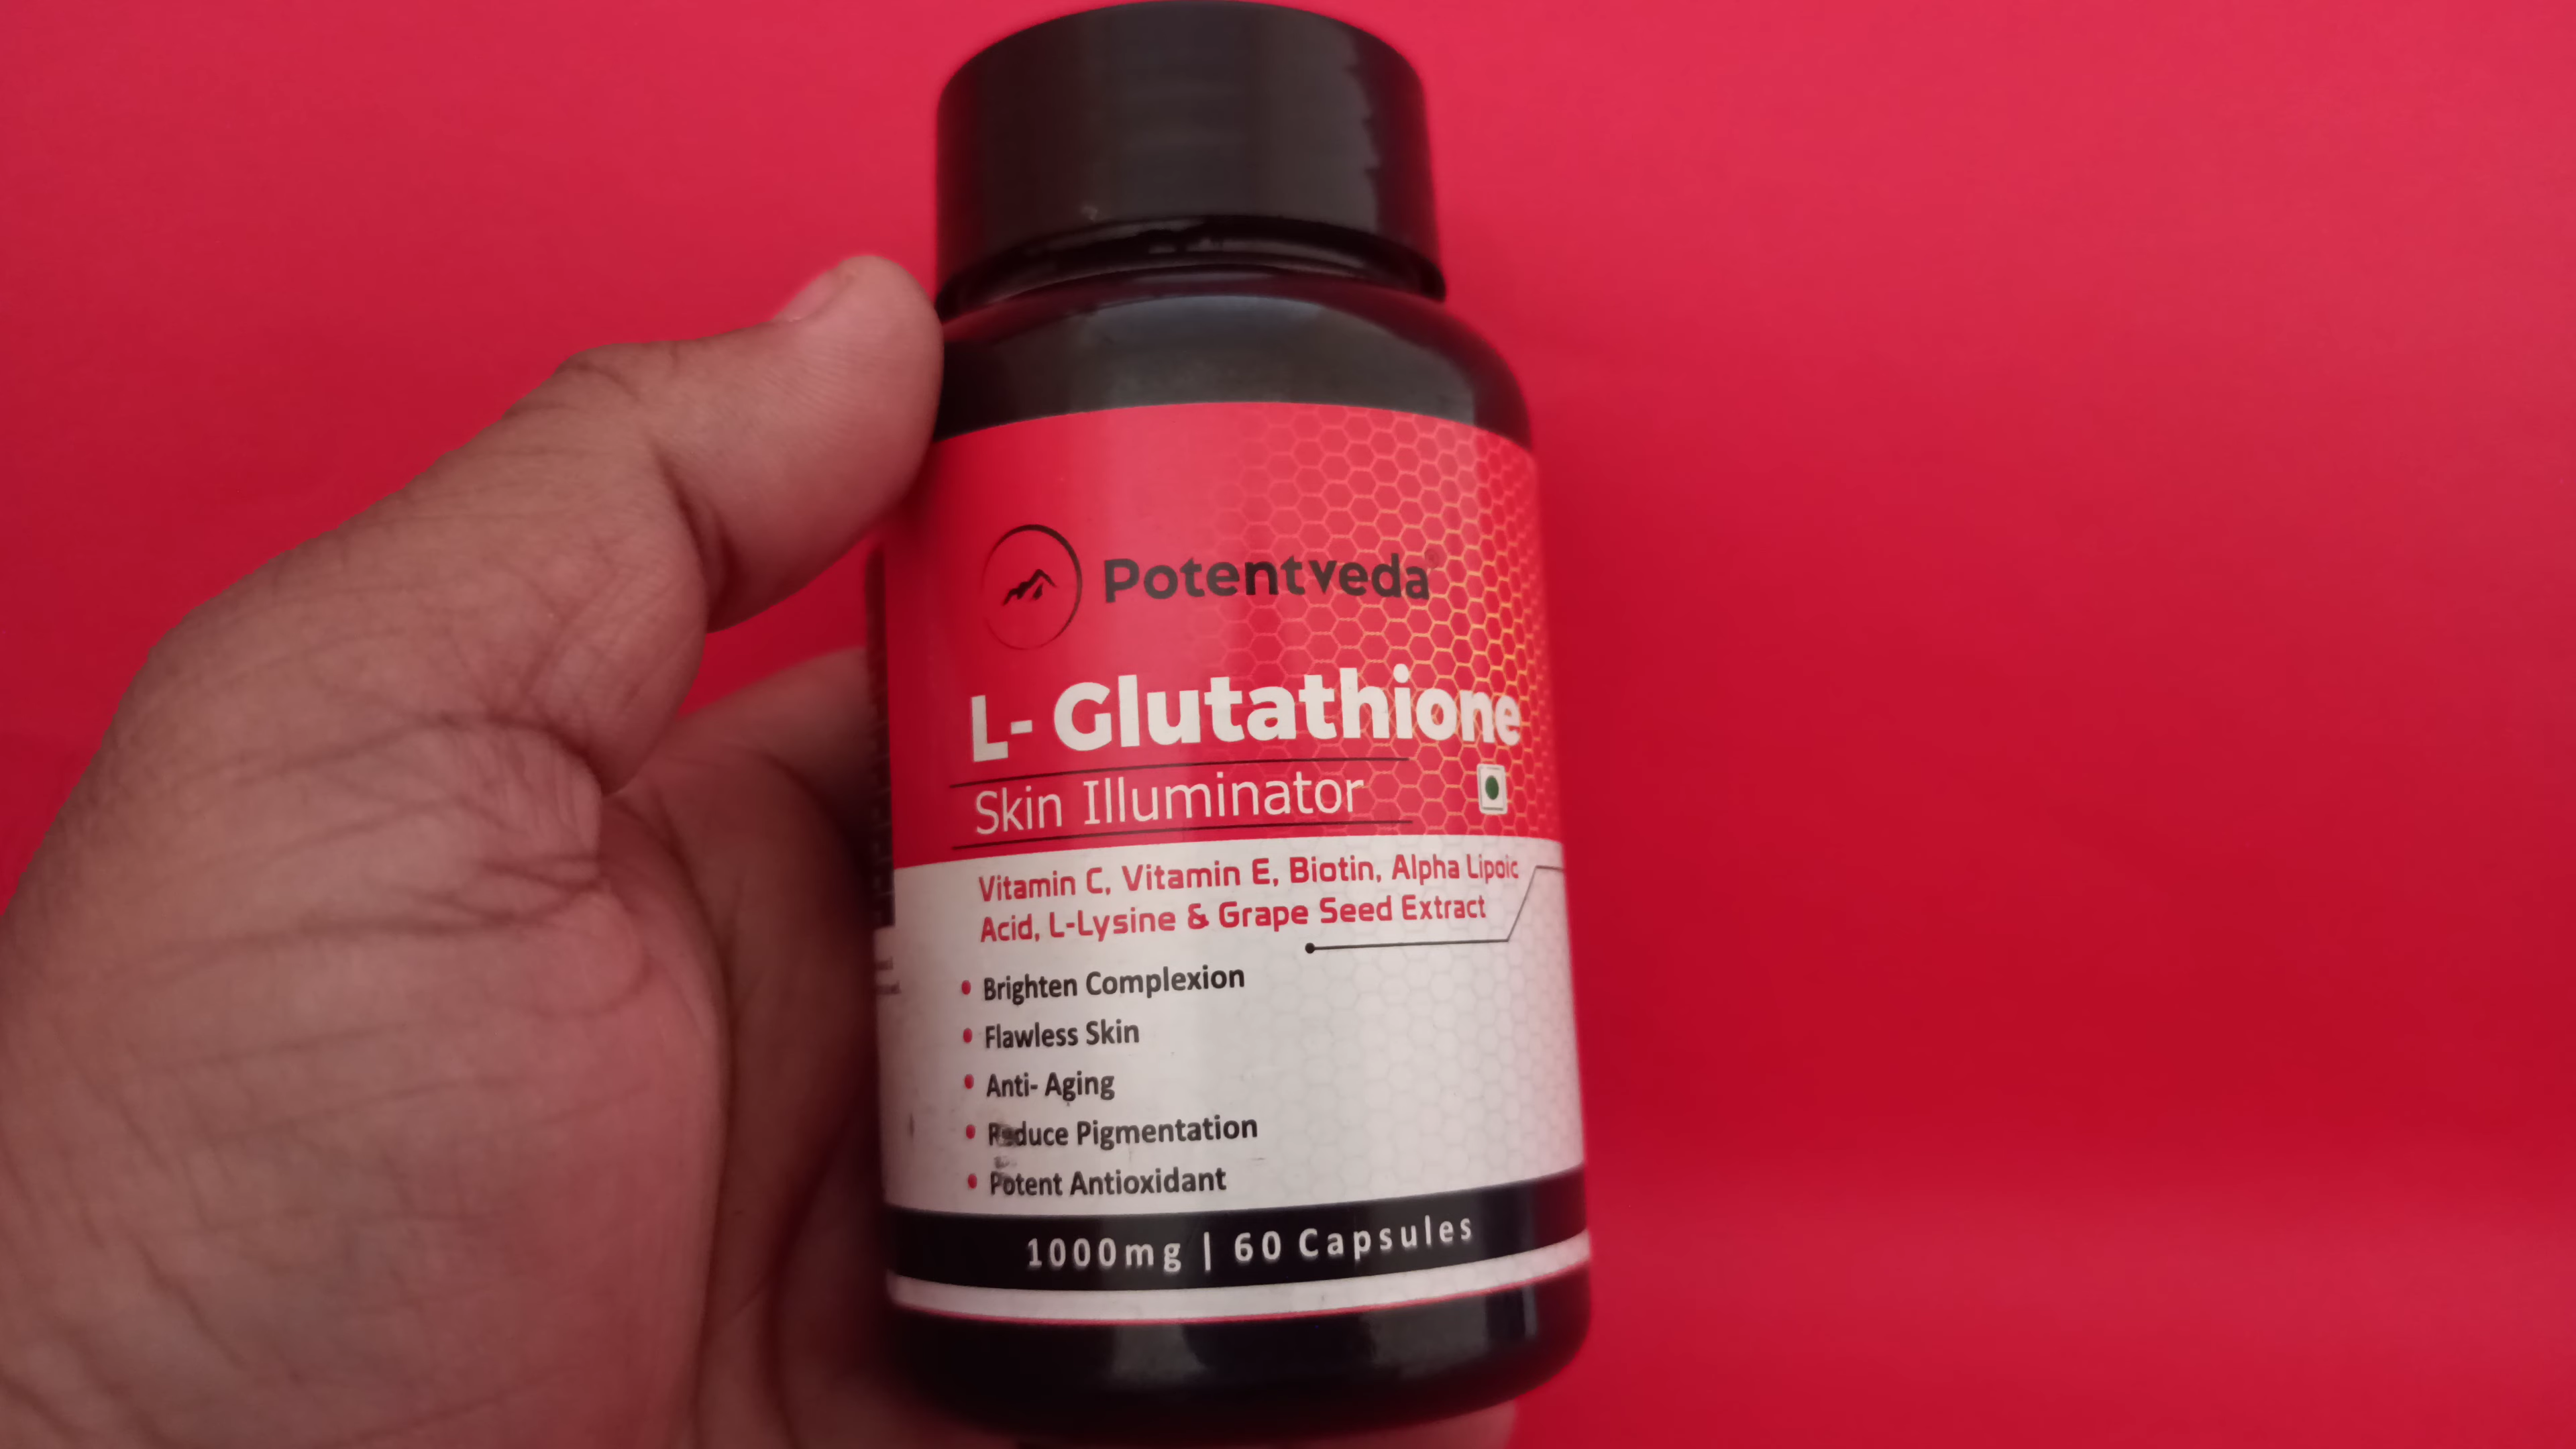 Potentveda
L- Glutathione
Skin Illuminator
Vitamin C, Vitamin E, Biotin, Alpha Lipoic
Acid, L-Lysine & Grape Seed Extract
Brighten Complexion
Flawless Skin
Anti- Aging
Reduce Pigmentation
Potent Antioxidant
1000mg | 60 Capsules